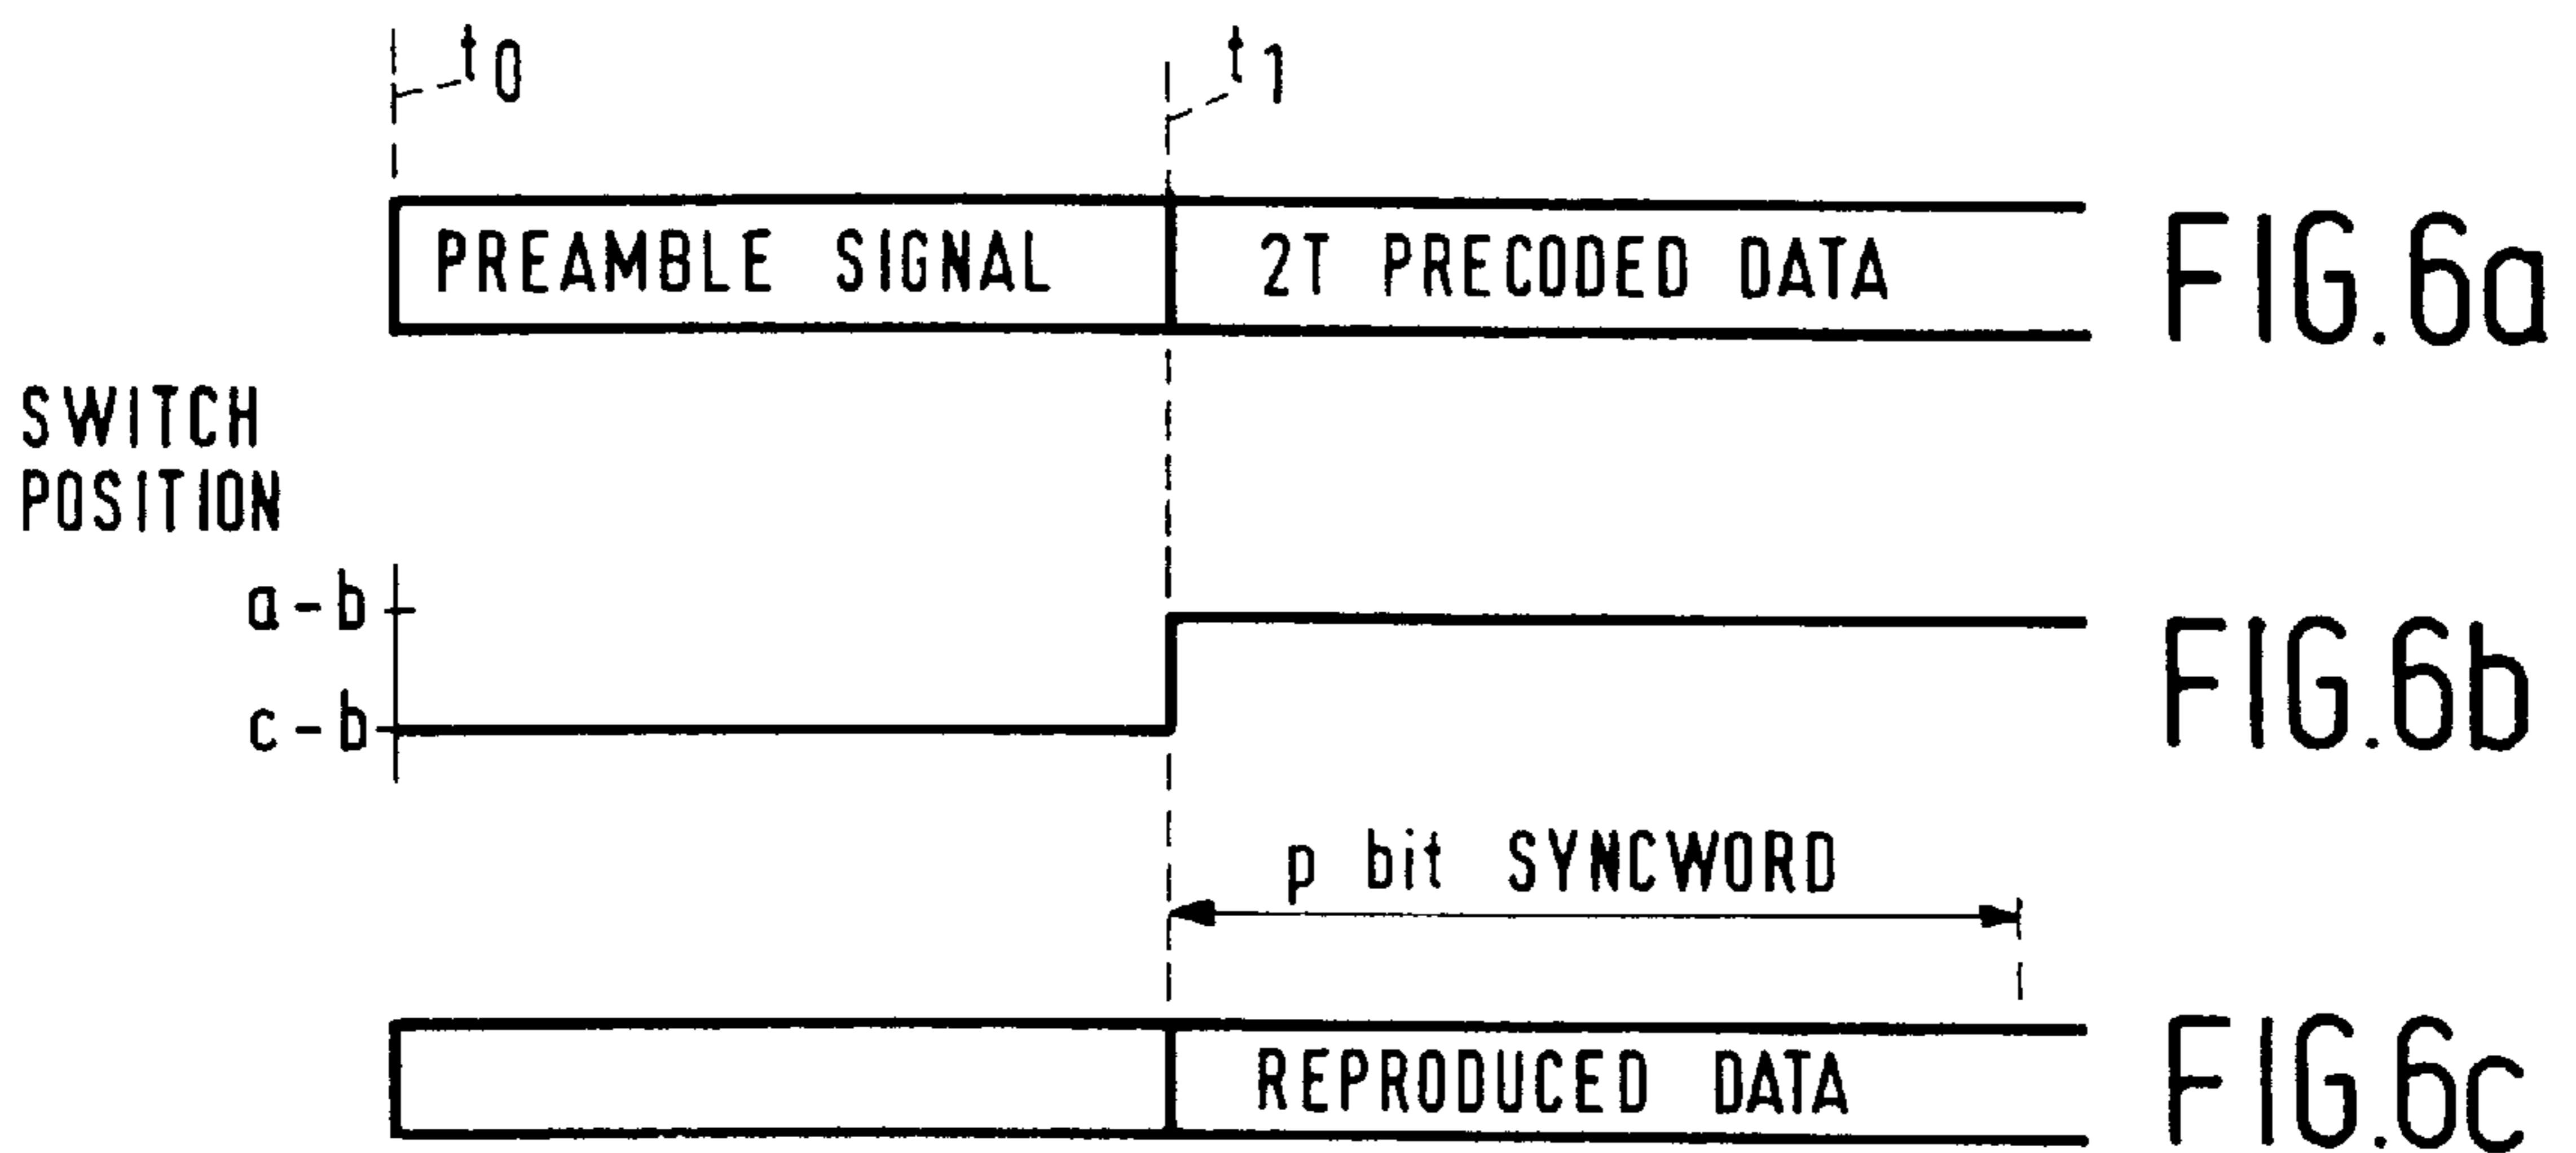 t0
t1
PREAMBLE SIGNAL
2T PRECODED DATA
FIG.6a
SWITCH
POSITION
a-b
c-b
FIG.6b
p bit SYNCWORD
REPRODUCED DATA
FIG.6c